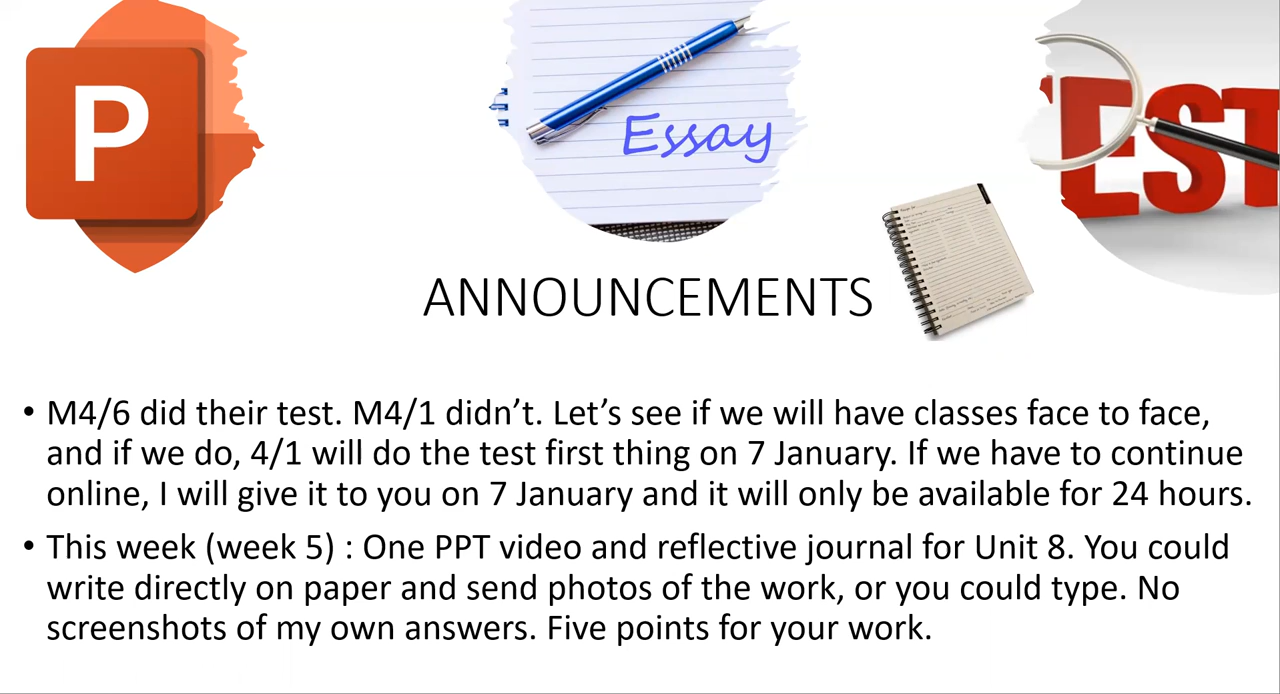 P
Essay
EST
ANNOUNCEMENTS
• M4/6 did their test. M4/1 didn’t. Let’s see if we will have classes face to face,
and if we do, 4/1 will do the test first thing on 7 January. If we have to continue
online, I will give it to you on 7 January and it will only be available for 24 hours.
• This week (week 5) : One PPT video and reflective journal for Unit 8. You could
write directly on paper and send photos of the work, or you could type. No
screenshots of my own answers. Five points for your work.